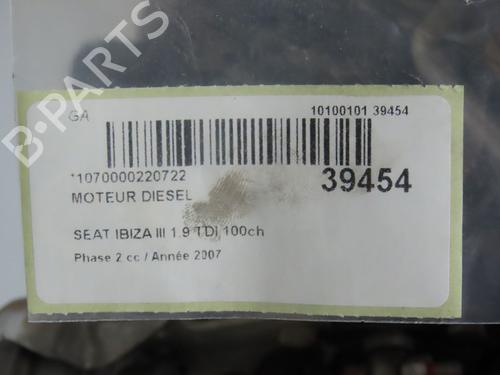 B-PARTS
GA
10100101 39454
*1070000220722
39454
MOTEUR DIESEL
SEAT IBIZA III 1.9 TDI 100ch
Phase 2 cc / Année 2007